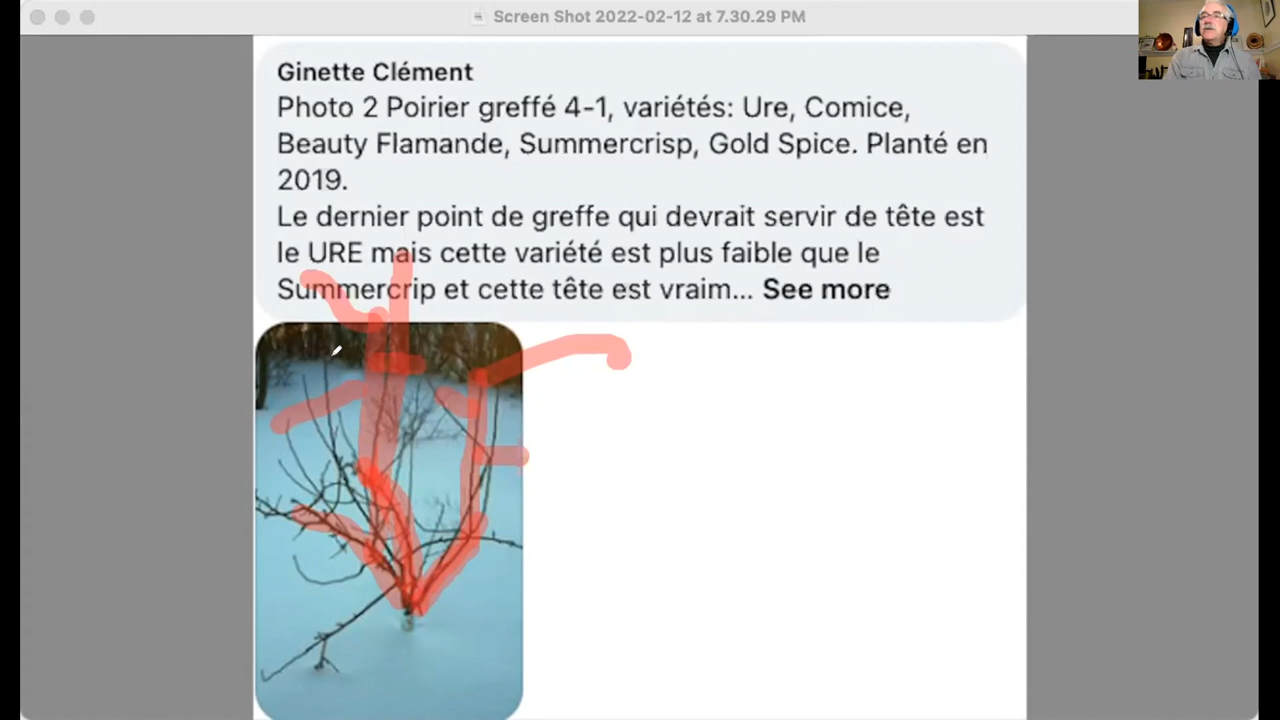 Screen Shot 2022-02-12 at 7.30.29 PM
Ginette Clément
Photo 2 Poirier greffé 4-1, variétés: Ure, Comice,
Beauty Flamande, Summercrisp, Gold Spice. Planté en
2019.
Le dernier point de greffe qui devrait servir de tête est
le URE mais cette variété est plus faible que le
Summercrip et cette tête est vraim... See more